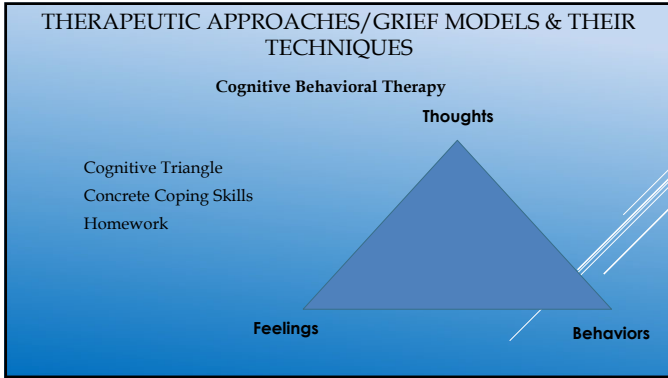 THERAPEUTIC APPROACHES/GRIEF MODELS & THEIR
TECHNIQUES
Cognitive Behavioral Therapy
Thoughts
Cognitive Triangle
Concrete Coping Skills
Homework
Feelings
Behaviors